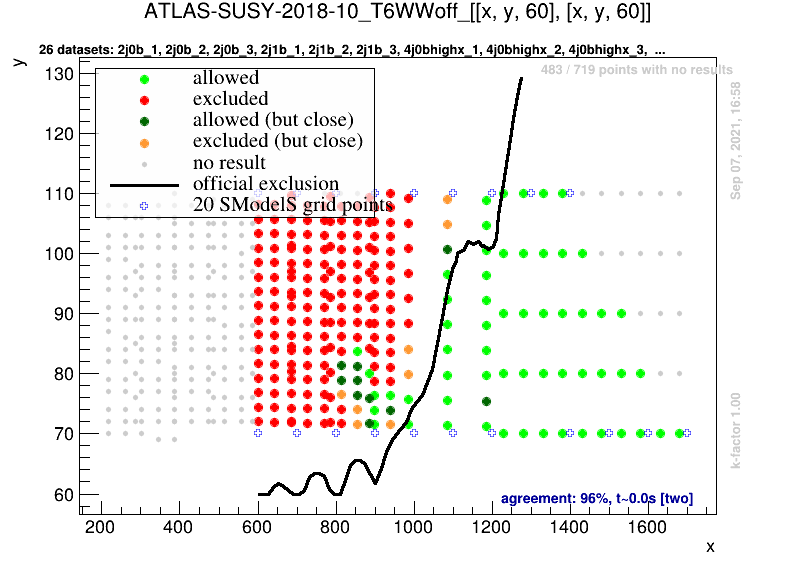 ATLAS-SUSY-2018-10_T6WWoff_[[x, y, 60], [x, y, 60]]
26 datasets: 2j0b_1, 2j0b_2, 2j0b_3, 2j1b_1, 2j1b_2, 2j1b_3, 4j0bhighx_1, 4j0bhighx_2, 4j0bhighx_3, ...
y
483 / 719 points with no results
allowed
excluded
allowed (but close)
excluded (but close)
no result
official exclusion
20 SModelS grid points
130
120
110
100
90
80
70
60
Sep 07, 2021, 16:58
k-factor 1.00
agreement: 96%, t~0.0s [two]
200 400 600 800 1000 1200 1400 1600
x